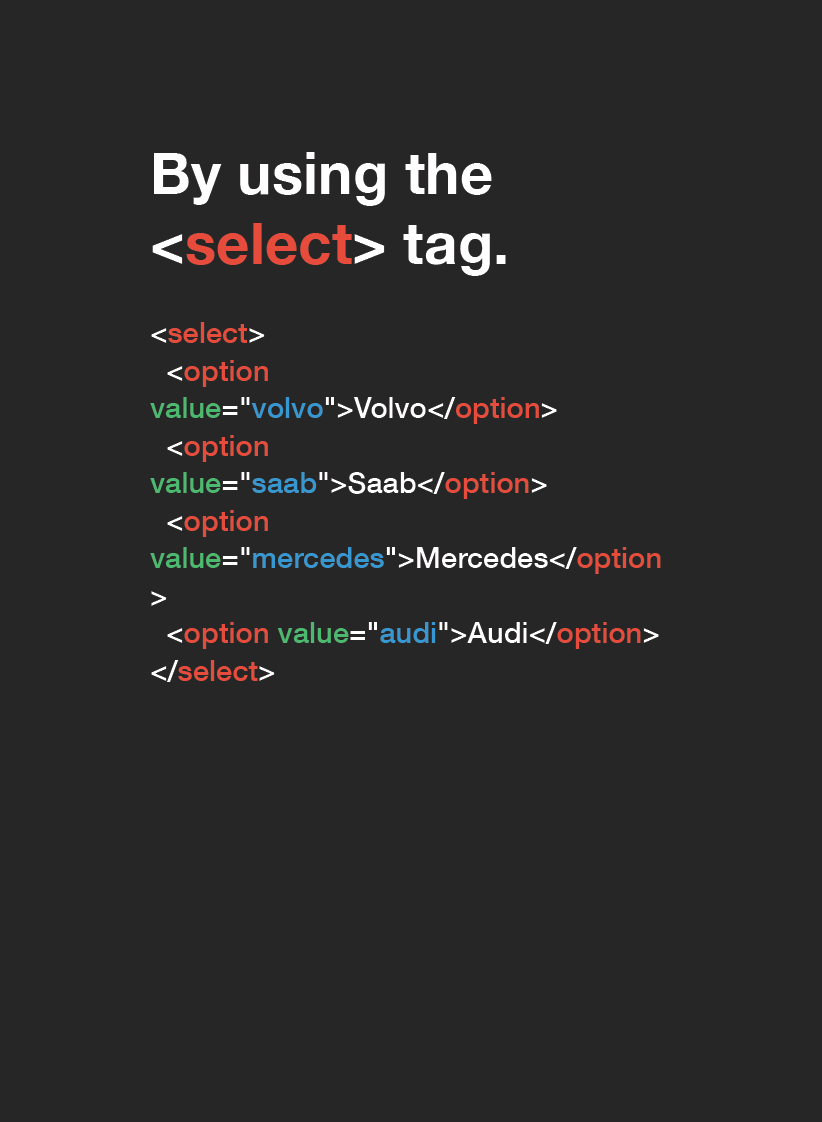 By using the
<select> tag.
<select>
  <option
value="volvo">Volvo</option>
  <option
value="saab">Saab</option>
  <option
value="mercedes">Mercedes</option
>
  <option value="audi">Audi</option>
</select>